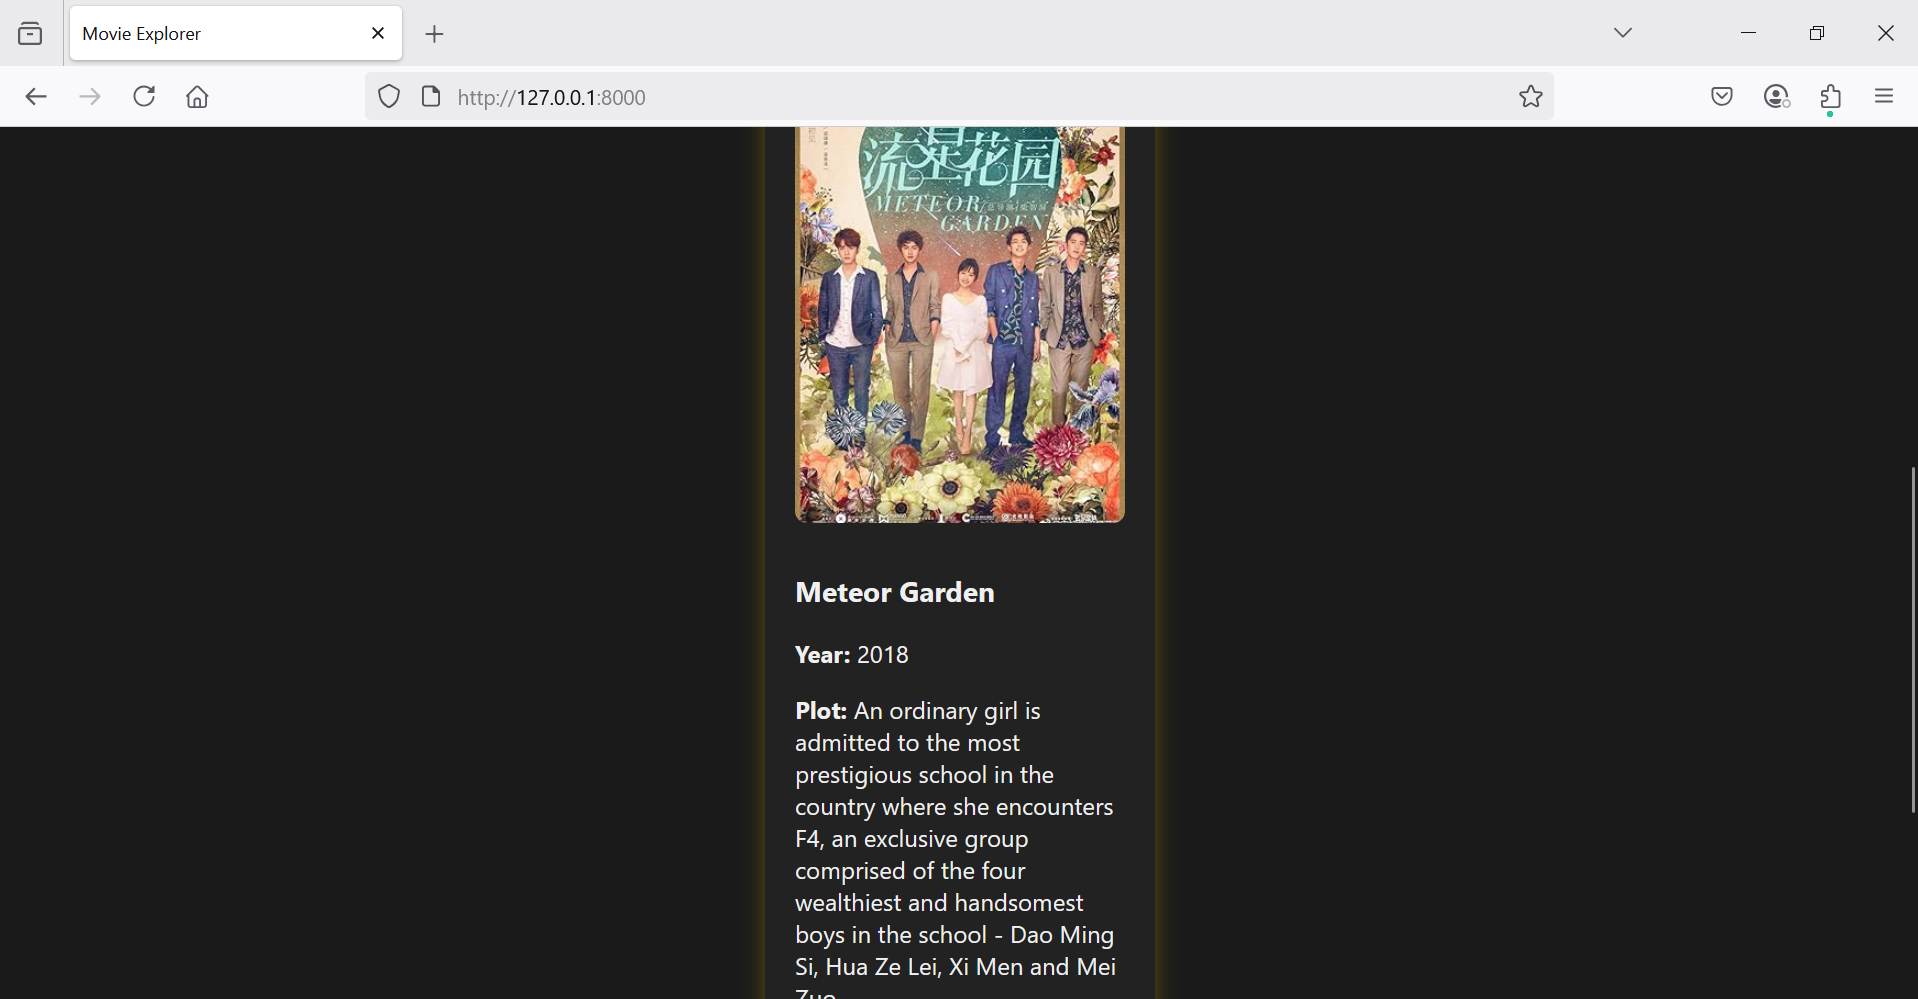 Movie Explorer
http://127.0.0.1:8000
流星花园
METEOR
GARDEN
Meteor Garden
Year: 2018
Plot: An ordinary girl is
admitted to the most
prestigious school in the
country where she encounters
F4, an exclusive group
comprised of the four
wealthiest and handsomest
boys in the school - Dao Ming
Si, Hua Ze Lei, Xi Men and Mei
Zuo